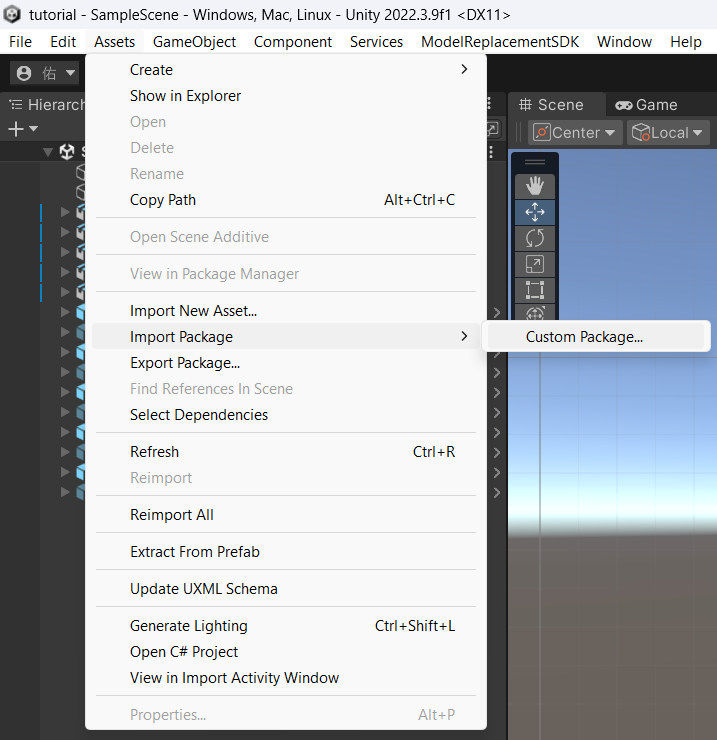 tutorial - SampleScene - Windows, Mac, Linux - Unity 2022.3.9f1 <DX11>
File Edit Assets GameObject Component Services ModelReplacementSDK Window Help
佑
Hierarch
Scene Game
Center Local
S
Create
Show in Explorer
Open
Delete
Rename
Copy Path Alt+Ctrl+C
Open Scene Additive
View in Package Manager
Import New Asset...
Import Package
Custom Package...
Export Package...
Find References In Scene
Select Dependencies
Refresh Ctrl+R
Reimport
Reimport All
Extract From Prefab
Update UXML Schema
Generate Lighting Ctrl+Shift+L
Open C# Project
View in Import Activity Window
Properties... Alt+P